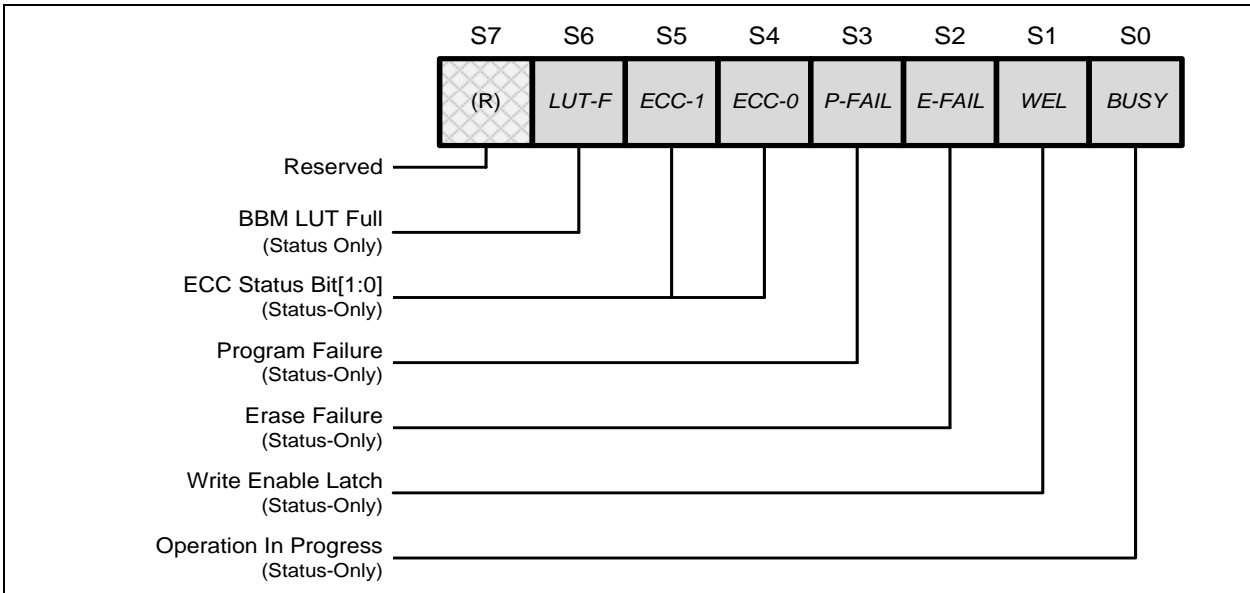 S7 S6 S5 S4 S3 S2 S1 S0
(R) LUT-F ECC-1 ECC-0 P-FAIL E-FAIL WEL BUSY
Reserved
BBM LUT Full
(Status Only)
ECC Status Bit[1:0]
(Status-Only)
Program Failure
(Status-Only)
Erase Failure
(Status-Only)
Write Enable Latch
(Status-Only)
Operation In Progress
(Status-Only)